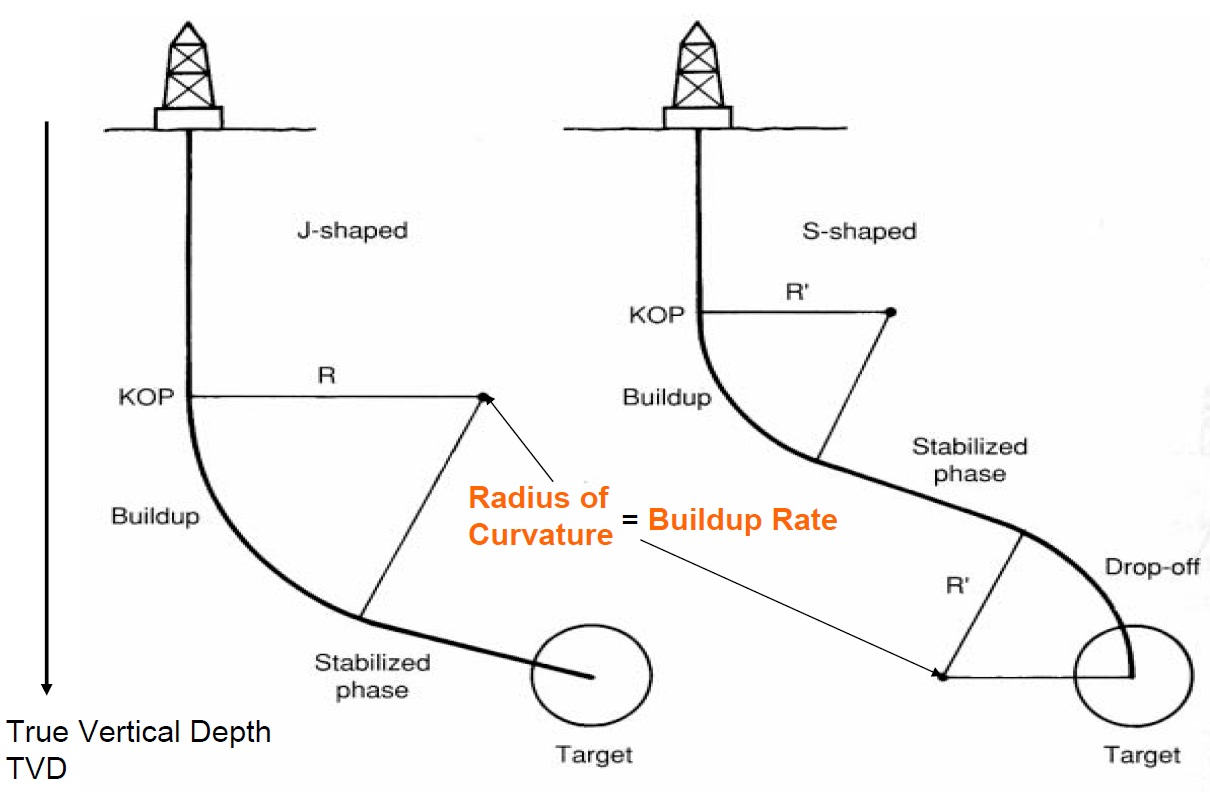 J-shaped
S-shaped
R'
KOP
R
KOP
Buildup
Stabilized
phase
Radius of
Curvature = Buildup Rate
Buildup
Drop-off
R'
Stabilized
phase
True Vertical Depth
TVD
Target
Target